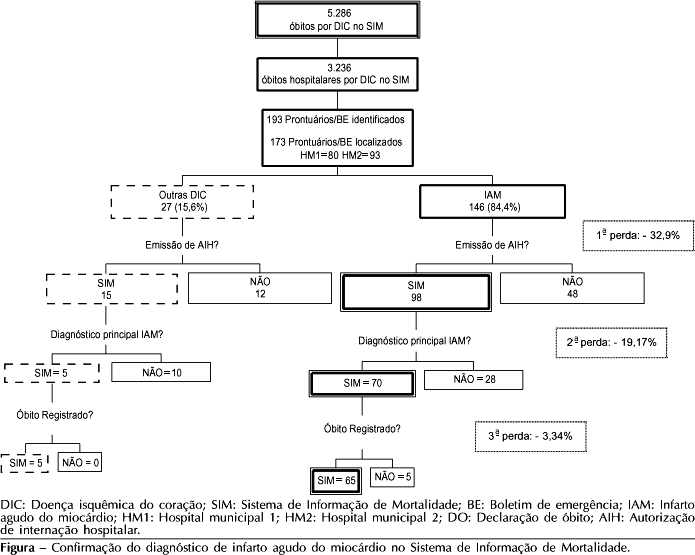 5.286
óbitos por DIC no SIM
3.236
óbitos hospitalares por DIC no SIM
193 Prontuários/BE identificados
173 Prontuários/BE localizados
HM1=80 HM2=93
Outras DIC
27 (15,6%)
IAM
146 (84,4%)
1ª perda: - 32,9%
Emissão de AIH?
Emissão de AIH?
SIM
15
NÃO
12
SIM
98
NÃO
48
2ª perda: - 19,17%
Diagnóstico principal IAM?
Diagnóstico principal IAM?
SIM= 5
NÃO=10
SIM = 70
NÃO = 28
Óbito Registrado?
Óbito Registrado?
3ª perda: - 3,34%
SIM = 5
NÃO = 0
SIM = 65
NÃO = 5
DIC: Doença isquêmica do coração; SIM: Sistema de Informação de Mortalidade; BE: Boletim de emergência; IAM: Infarto
agudo do miocárdio; HM1: Hospital municipal 1; HM2: Hospital municipal 2; DO: Declaração de óbito; AIH: Autorização
de internação hospitalar.
Figura – Confirmação do diagnóstico de infarto agudo do miocárdio no Sistema de Informação de Mortalidade.